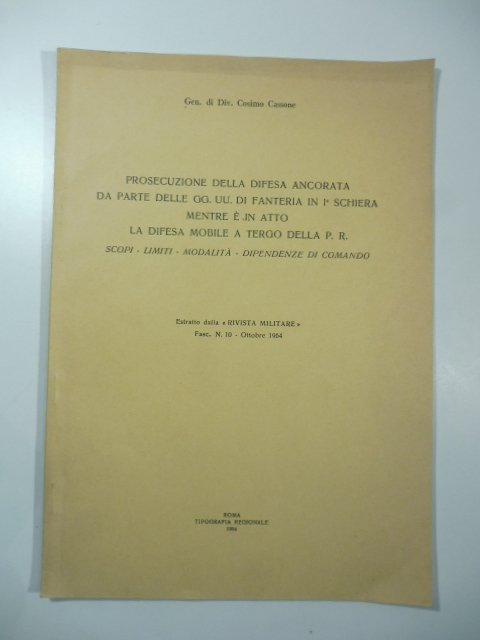 Gen. di Div. Cosimo Cassone
PROSECUZIONE DELLA DIFESA ANCORATA
DA PARTE DELLE GG. UU. DI FANTERIA IN Iª SCHIERA
MENTRE È IN ATTO
LA DIFESA MOBILE A TERGO DELLA P. R.
SCOPI - LIMITI - MODALITÀ - DIPENDENZE DI COMANDO
Estratto dalla « RIVISTA MILITARE »
Fasc. N. 10 - Ottobre 1964
ROMA
TIPOGRAFIA REGIONALE
1964